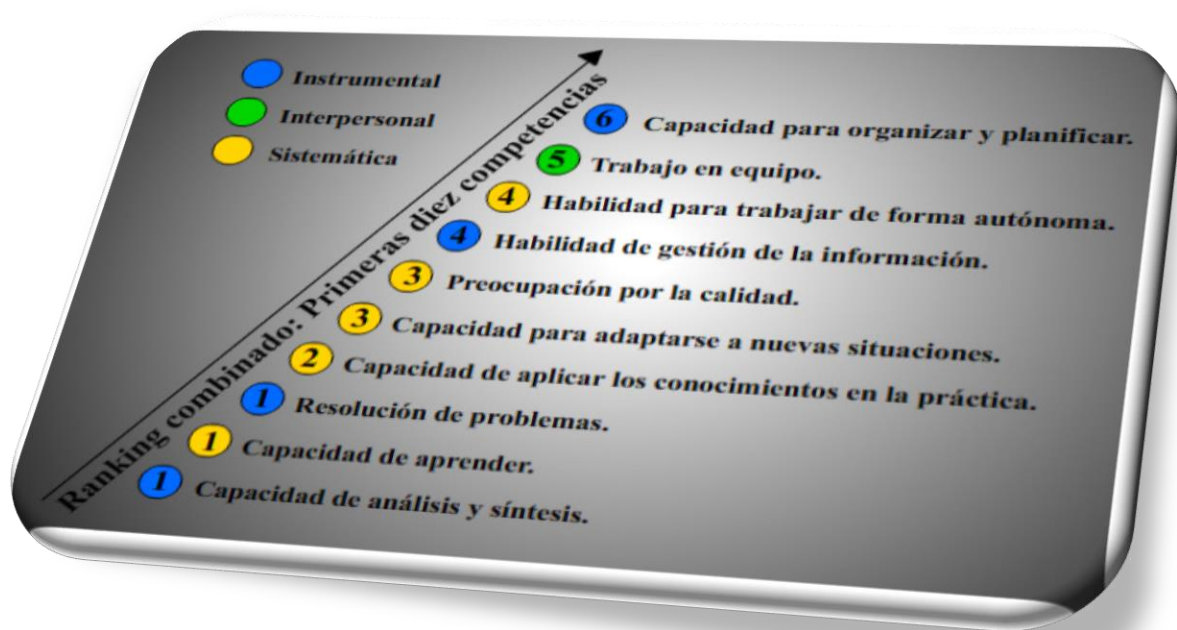 Instrumental
Interpersonal
Sistemática
Ranking combinado: Primeras diez competencias
6 Capacidad para organizar y planificar.
5 Trabajo en equipo.
4 Habilidad para trabajar de forma autónoma.
4 Habilidad de gestión de la información.
3 Preocupación por la calidad.
3 Capacidad para adaptarse a nuevas situaciones.
2 Capacidad de aplicar los conocimientos en la práctica.
1 Resolución de problemas.
1 Capacidad de aprender.
1 Capacidad de análisis y síntesis.